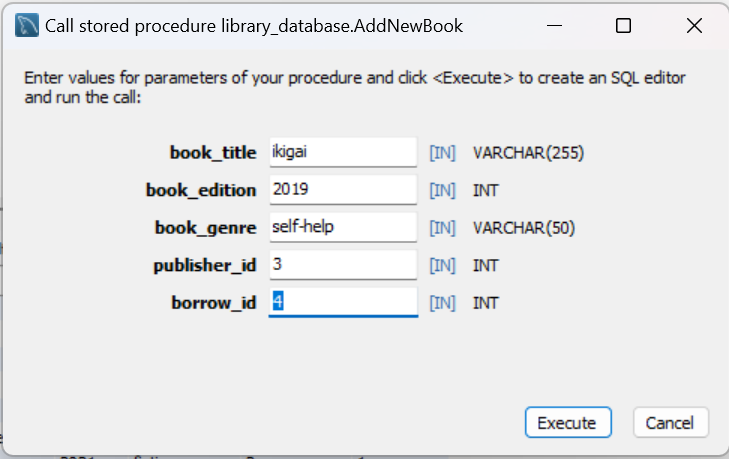 Call stored procedure library_database.AddNewBook
Enter values for parameters of your procedure and click <Execute> to create an SQL editor
and run the call:
book_title ikigai [IN] VARCHAR(255)
book_edition 2019 [IN] INT
book_genre self-help [IN] VARCHAR(50)
publisher_id 3 [IN] INT
borrow_id 4 [IN] INT
Execute Cancel